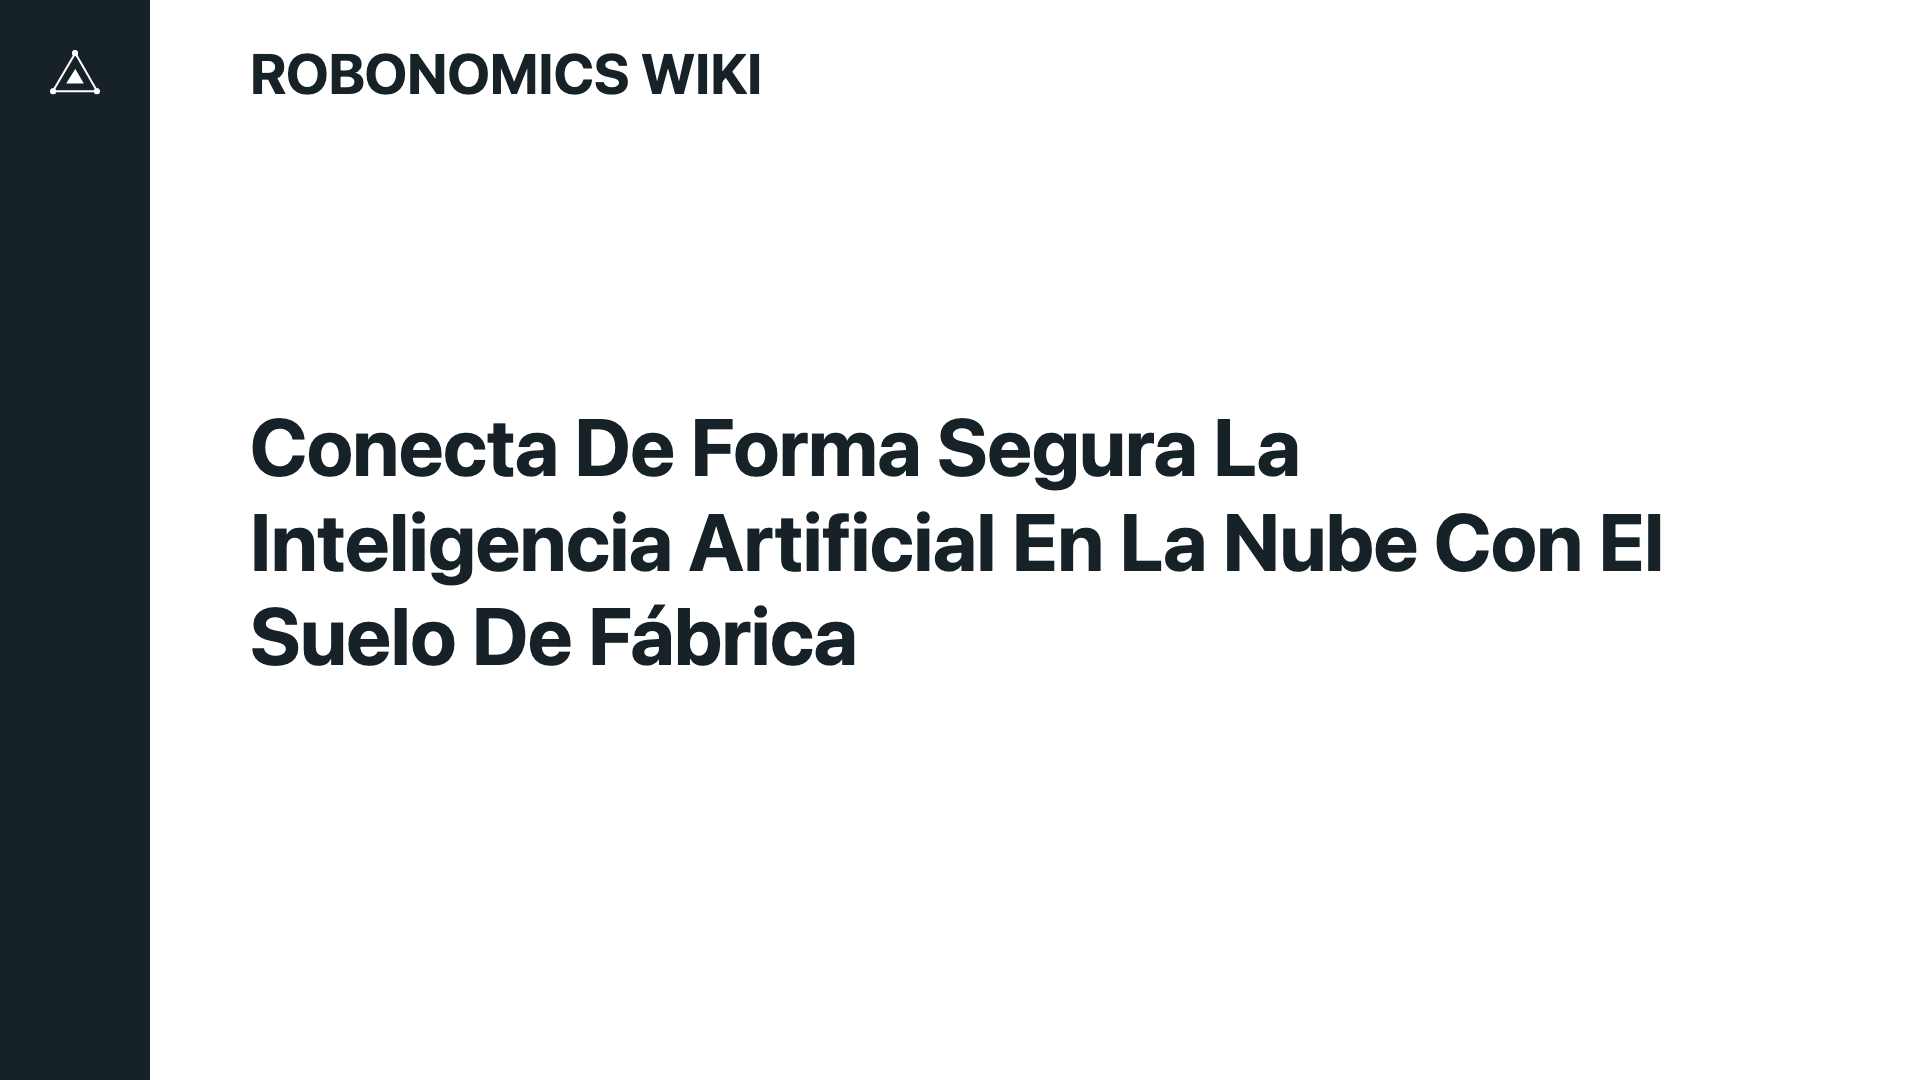 ROBONOMICS WIKI
Conecta De Forma Segura La
Inteligencia Artificial En La Nube Con El
Suelo De Fábrica